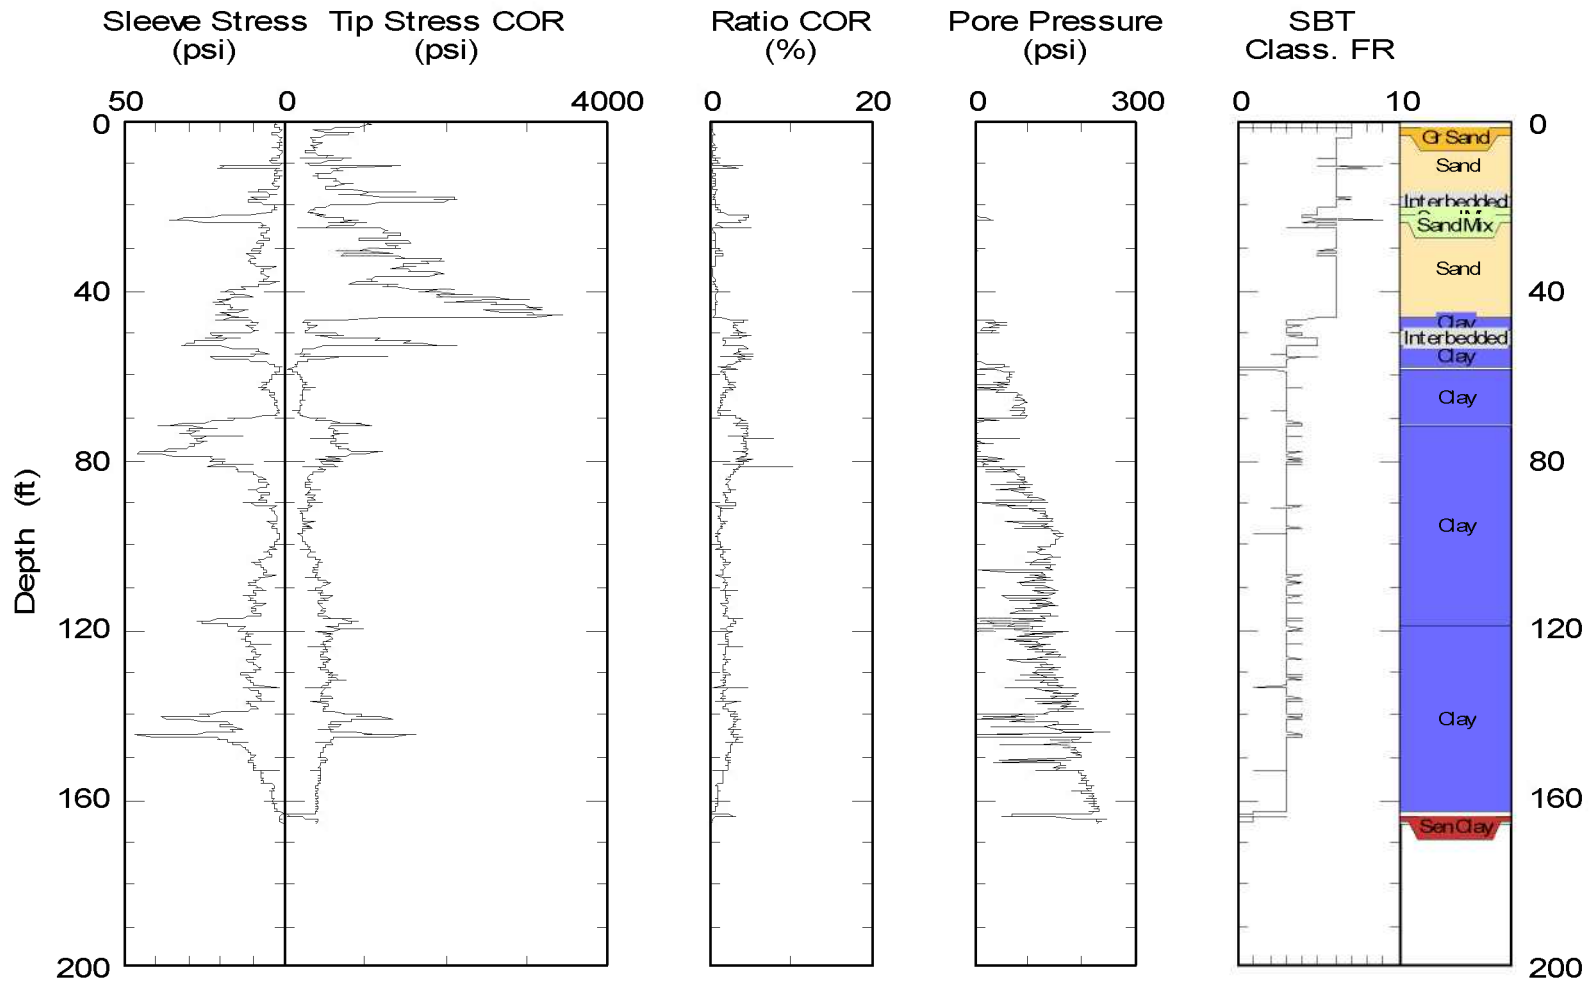 Sleeve Stress Tip Stress COR Ratio COR Pore Pressure SBT
(psi) (psi) (%) (psi) Class. FR
50 0 4000 0 20 0 300 0 10
0 0
Gr Sand
Sand
Interbedded
Sand Mix
Sand
40 40
Clay
Interbedded
Clay
Clay
80 80
Clay
Depth (ft)
120 120
Clay
160 160
Sen Clay
200 200